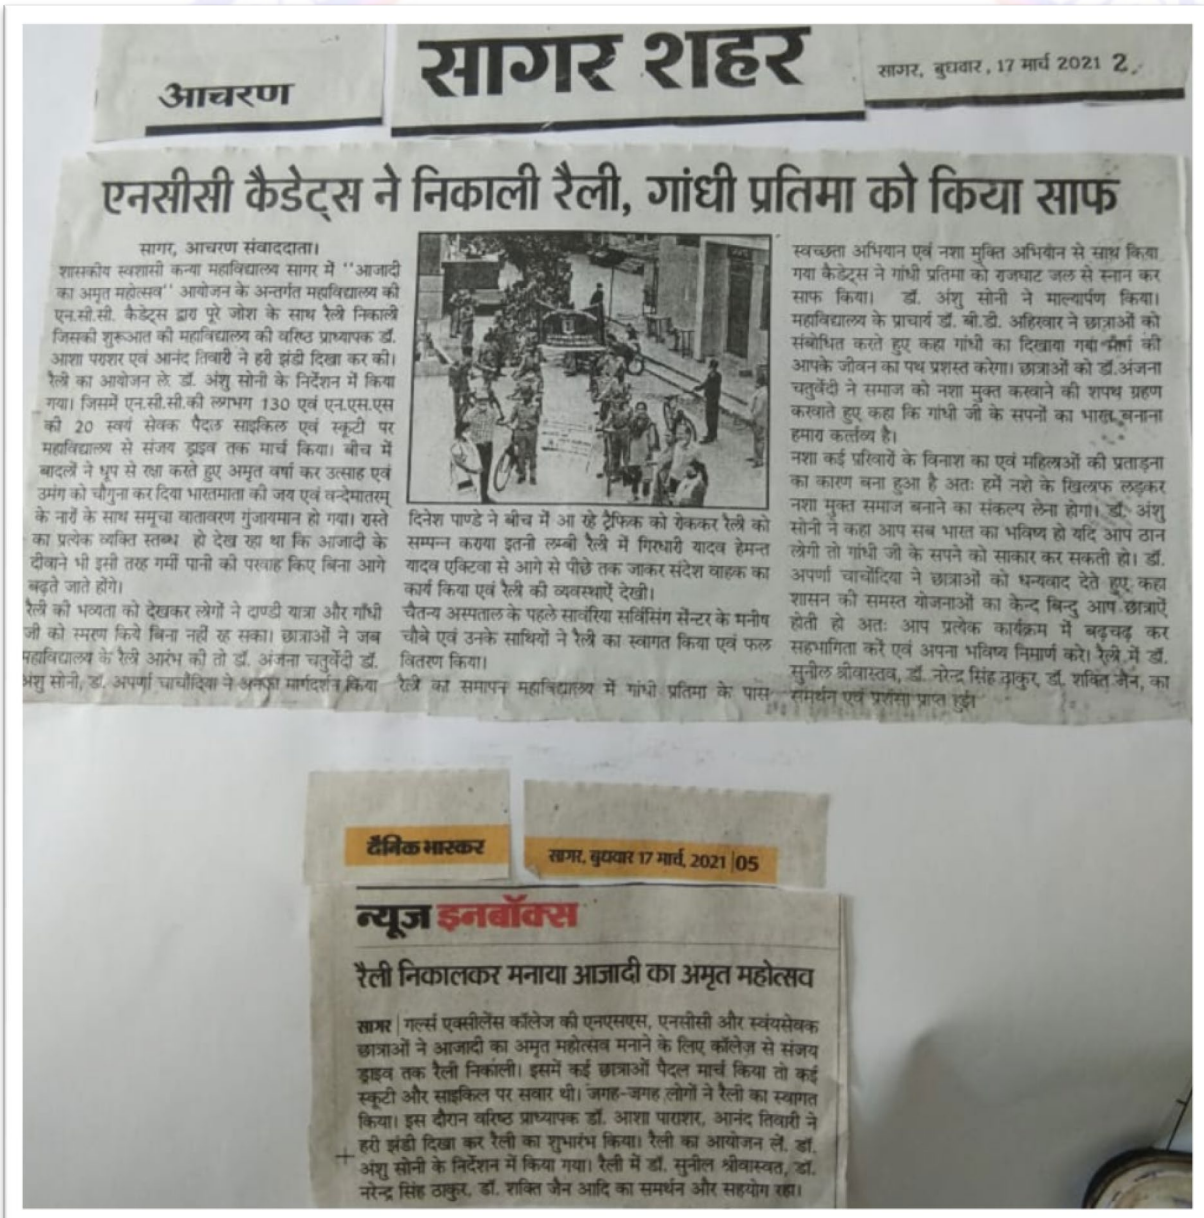 आचरण
सागर शहर
सागर, बुधवार, 17 मार्च 2021 2
एनसीसी कैडेट्स ने निकाली रैली, गांधी प्रतिमा को किया साफ
सागर, आचरण संवाददाता।
शासकीय स्वशासी कन्या महाविद्यालय सागर में "आजादी
का अमृत महोत्सव" आयोजन के अन्तर्गत महाविद्यालय की
एन.सी.सी. कैडेट्स द्वारा पूरे जोश के साथ रैली निकाली
जिसकी शुरूआत की महाविद्यालय की वरिष्ठ प्राध्यापक डॉ.
आशा पराशर एवं आनंद तिवारी ने हरी झंडी दिखा कर की।
रैली का आयोजन ले. डॉ. अंशु सोनी के निर्देशन में किया
गया। जिसमें एन.सी.सी.की लगभग 130 एवं एन.एस.एस
की 20 स्वयं सेवक पैदल साइकिल एवं स्कूटी पर
महाविद्यालय से संजय ड्राइव तक मार्च किया। बीच में
बादलों ने धूप से रक्षा करते हुए अमृत वर्षा कर उत्साह एवं
उमंग को चौगुना कर दिया भारतमाता की जय एवं वन्देमातरम्
के नारों के साथ समूचा वातावरण गुंजायमान हो गया। रास्ते
का प्रत्येक व्यक्ति स्तब्ध हो देख रहा था कि आजादी के
दीवाने भी इसी तरह गर्मी पानी की परवाह किए बिना आगे
बढ़ते जाते होंगे।
रैली की भव्यता को देखकर लोगों ने दाण्डी यात्रा और गाँधी
जी को स्मरण किये बिना नहीं रह सका। छात्राओं ने जब
महाविद्यालय के रैली आरंभ की तो डॉ. अंजना चतुर्वेदी डॉ.
अंशु सोनी, डॉ. अपर्णा चाचौंदिया ने उनका मार्गदर्शन किया
दिनेश पाण्डे ने बीच में आ रहे ट्रैफिक को रोककर रैली को
सम्पन्न कराया इतनी लम्बी रैली में गिरधारी यादव हेमन्त
यादव एक्टिवा से आगे से पीछे तक जाकर संदेश वाहक का
कार्य किया एवं रैली की व्यवस्थाऐं देखी।
चैतन्य अस्पताल के पहले सावंरिया सर्विसिंग सेन्टर के मनीष
चौबे एवं उनके साथियों ने रैली का स्वागत किया एवं फल
वितरण किया।
रैली का समापन महाविद्यालय में गांधी प्रतिमा के पास
स्वच्छता अभियान एवं नशा मुक्ति अभियान से साथ किया
गया कैडेट्स ने गांधी प्रतिमा को राजघाट जल से स्नान कर
साफ किया। डॉ. अंशु सोनी ने माल्यार्पण किया।
महाविद्यालय के प्राचार्य डॉ. बी.डी. अहिरवार ने छात्राओं को
संबोधित करते हुए कहा गांधी का दिखाया गया मार्ग की
आपके जीवन का पथ प्रशस्त करेगा। छात्राओं को डॉ.अंजना
चतुर्वेदी ने समाज को नशा मुक्त करवाने की शपथ ग्रहण
करवाते हुए कहा कि गांधी जी के सपनों का भारत बनाना
हमारा कर्त्तव्य है।
नशा कई परिवारों के विनाश का एवं महिलाओं की प्रताड़ना
का कारण बना हुआ है अतः हमें नशे के खिलाफ लड़कर
नशा मुक्त समाज बनाने का संकल्प लेना होगा। डॉ. अंशु
सोनी ने कहा आप सब भारत का भविष्य हो यदि आप ठान
लेगी तो गांधी जी के सपने को साकार कर सकती हो। डॉ.
अपर्णा चाचोंदिया ने छात्राओं को धन्यवाद देते हुए कहा
शासन की समस्त योजनाओं का केन्द बिन्दु आप छात्राऐं
होती हो अतः आप प्रत्येक कार्यक्रम में बढ़चढ़ कर
सहभागिता करें एवं अपना भविष्य निमार्ण करे। रैली में डॉ.
सुनील श्रीवास्तव, डॉ. नरेन्द्र सिंह ठाकुर, डॉ. शक्ति जैन, का
समर्थन एवं प्रशंसा प्राप्त हुई।
दैनिक भास्कर
सागर, बुधवार 17 मार्च, 2021 | 05
न्यूज इनबॉक्स
रैली निकालकर मनाया आजादी का अमृत महोत्सव
सागर | गर्ल्स एक्सीलेंस कॉलेज की एनएसएस, एनसीसी और स्वंयसेवक
छात्राओं ने आजादी का अमृत महोत्सव मनाने के लिए कॉलेज से संजय
ड्राइव तक रैली निकाली। इसमें कई छात्राओं पैदल मार्च किया तो कई
स्कूटी और साइकिल पर सवार थी। जगह-जगह लोगों ने रैली का स्वागत
किया। इस दौरान वरिष्ठ प्राध्यापक डॉ. आशा पाराशर, आनंद तिवारी ने
हरी झंडी दिखा कर रैली का शुभारंभ किया। रैली का आयोजन लें. डॉ.
अंशु सोनी के निर्देशन में किया गया। रैली में डॉ. सुनील श्रीवास्वत, डॉ.
नरेन्द्र सिंह ठाकुर, डॉ. शक्ति जैन आदि का समर्थन और सहयोग रहा।